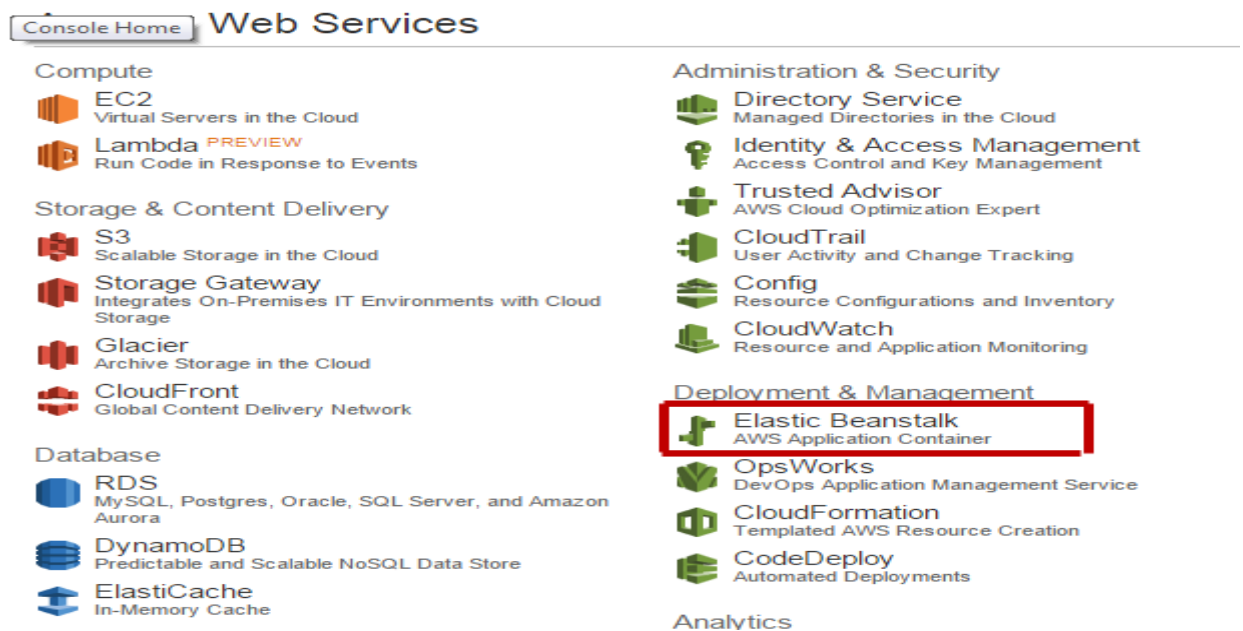 Console Home
Web Services
Compute
EC2
Virtual Servers in the Cloud
Lambda PREVIEW
Run Code in Response to Events
Storage & Content Delivery
S3
Scalable Storage in the Cloud
Storage Gateway
Integrates On-Premises IT Environments with Cloud
Storage
Glacier
Archive Storage in the Cloud
CloudFront
Global Content Delivery Network
Database
RDS
MySQL, Postgres, Oracle, SQL Server, and Amazon
Aurora
DynamoDB
Predictable and Scalable NoSQL Data Store
ElastiCache
In-Memory Cache
Administration & Security
Directory Service
Managed Directories in the Cloud
Identity & Access Management
Access Control and Key Management
Trusted Advisor
AWS Cloud Optimization Expert
CloudTrail
User Activity and Change Tracking
Config
Resource Configurations and Inventory
CloudWatch
Resource and Application Monitoring
Deployment & Management
Elastic Beanstalk
AWS Application Container
OpsWorks
DevOps Application Management Service
CloudFormation
Templated AWS Resource Creation
CodeDeploy
Automated Deployments
Analytics